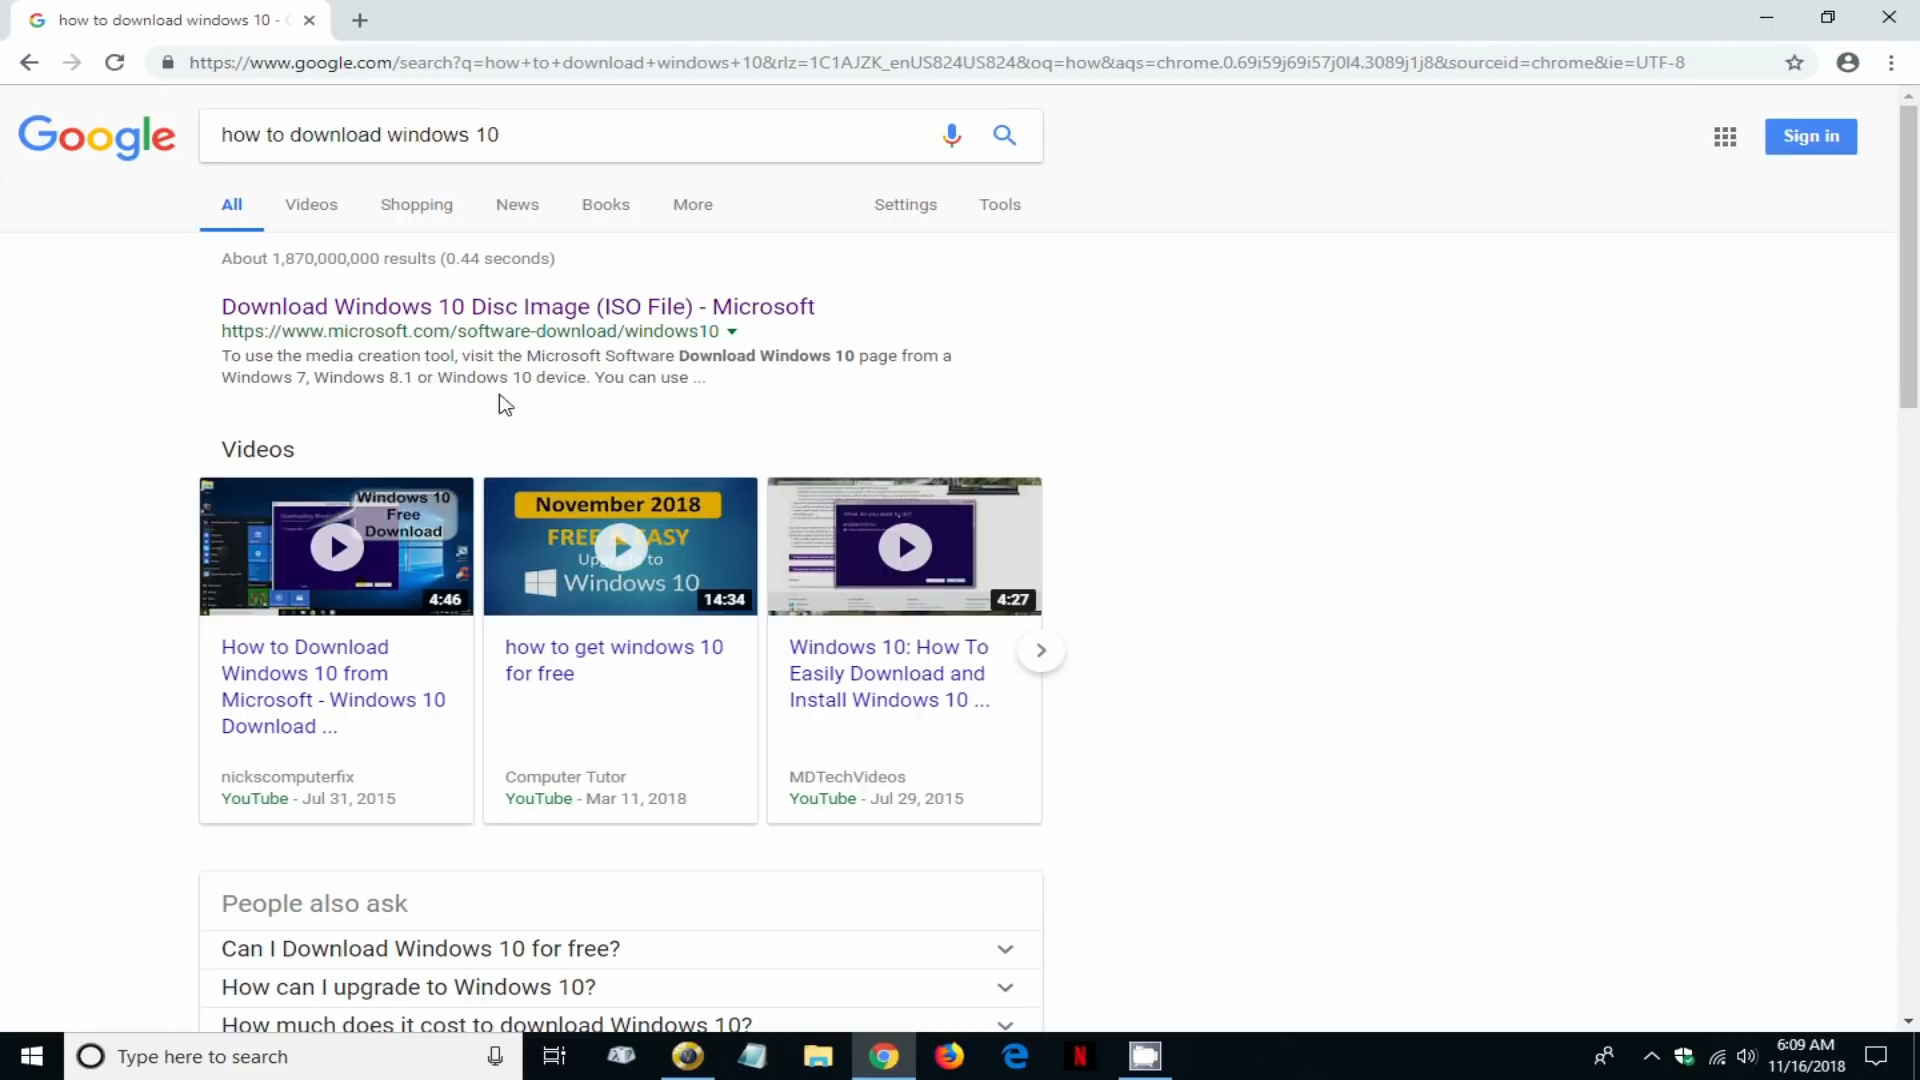 how to download windows 10 -
https://www.google.com/search?q=how+to+download+windows+10&rlz=1C1AJZK_enUS824US824&oq=how&aqs=chrome.0.69i59j69i57j0l4.3089j1j8&sourceid=chrome&ie=UTF-8
Google
how to download windows 10
Sign in
All Videos Shopping News Books More Settings Tools
About 1,870,000,000 results (0.44 seconds)
Download Windows 10 Disc Image (ISO File) - Microsoft
https://www.microsoft.com/software-download/windows10
To use the media creation tool, visit the Microsoft Software Download Windows 10 page from a
Windows 7, Windows 8.1 or Windows 10 device. You can use ...
Videos
Windows 10
Free
Download
4:46
How to Download
Windows 10 from
Microsoft - Windows 10
Download ...
nickscomputerfix
YouTube - Jul 31, 2015
November 2018
FREE & EASY
Upgrade to
Windows 10
14:34
how to get windows 10
for free
Computer Tutor
YouTube - Mar 11, 2018
4:27
Windows 10: How To
Easily Download and
Install Windows 10 ...
MDTechVideos
YouTube - Jul 29, 2015
People also ask
Can I Download Windows 10 for free?
How can I upgrade to Windows 10?
How much does it cost to download Windows 10?
Type here to search
6:09 AM
11/16/2018